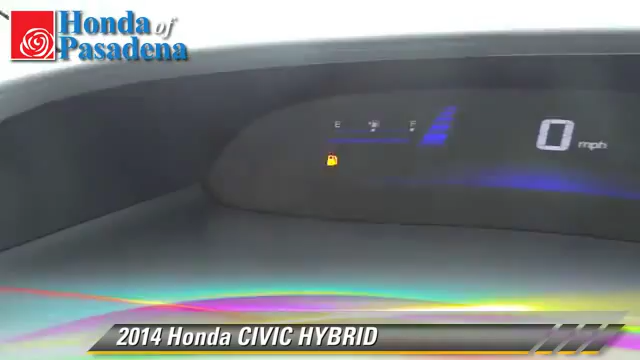 Honda of
Pasadena
E F
0 mph
2014 Honda CIVIC HYBRID